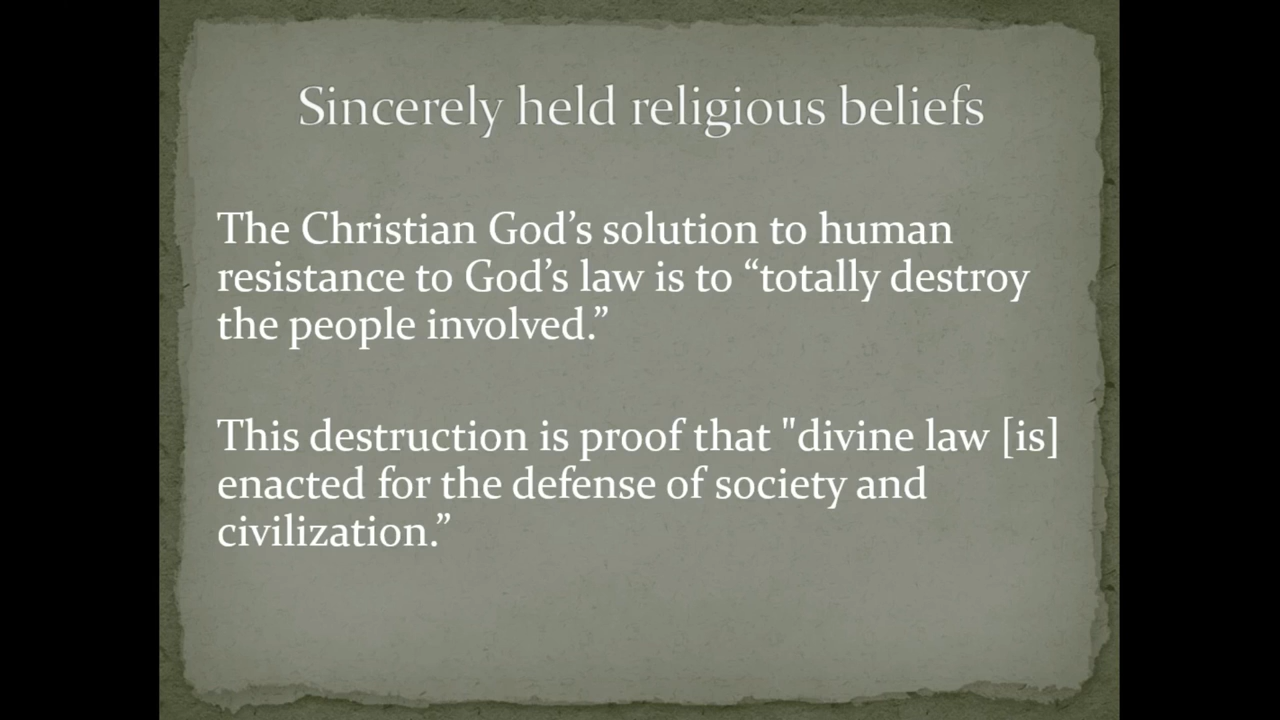 Sincerely held religious beliefs
The Christian God’s solution to human
resistance to God’s law is to “totally destroy
the people involved.”
This destruction is proof that "divine law [is]
enacted for the defense of society and
civilization.”